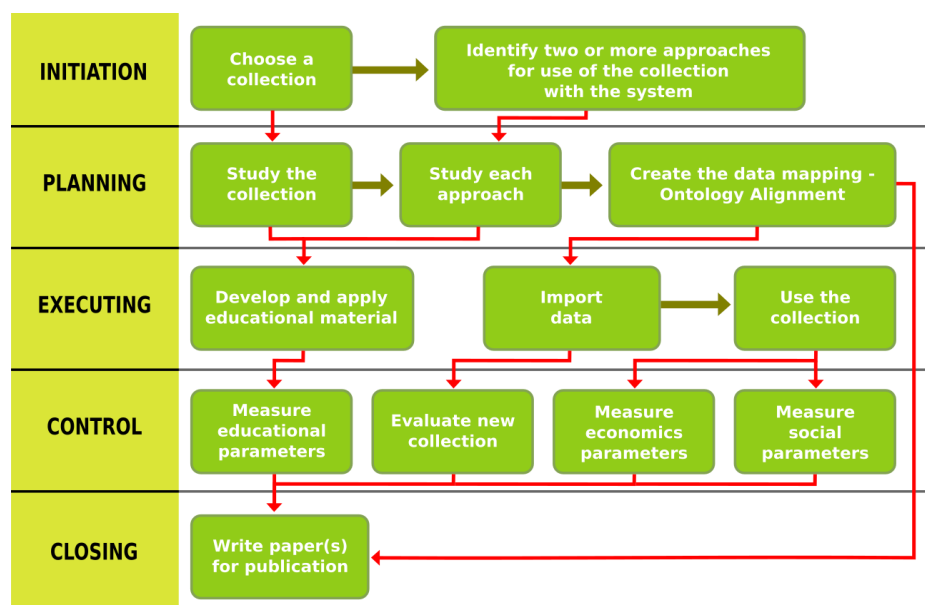 INITIATION
Choose a
collection
Identify two or more approaches
for use of the collection
with the system
PLANNING
Study the
collection
Study each
approach
Create the data mapping -
Ontology Alignment
EXECUTING
Develop and apply
educational material
Import
data
Use the
collection
CONTROL
Measure
educational
parameters
Evaluate new
collection
Measure
economics
parameters
Measure
social
parameters
CLOSING
Write paper(s)
for publication